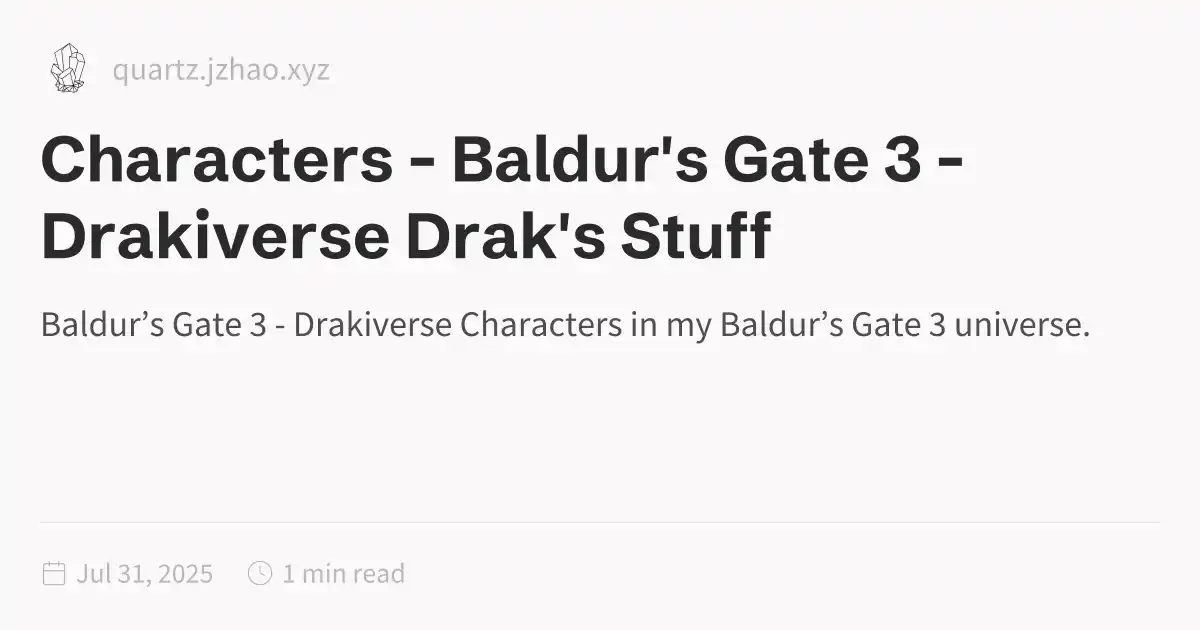 quartz.jzhao.xyz
Characters - Baldur's Gate 3 -
Drakiverse Drak's Stuff
Baldur’s Gate 3 - Drakiverse Characters in my Baldur’s Gate 3 universe.
Jul 31, 2025 1 min read